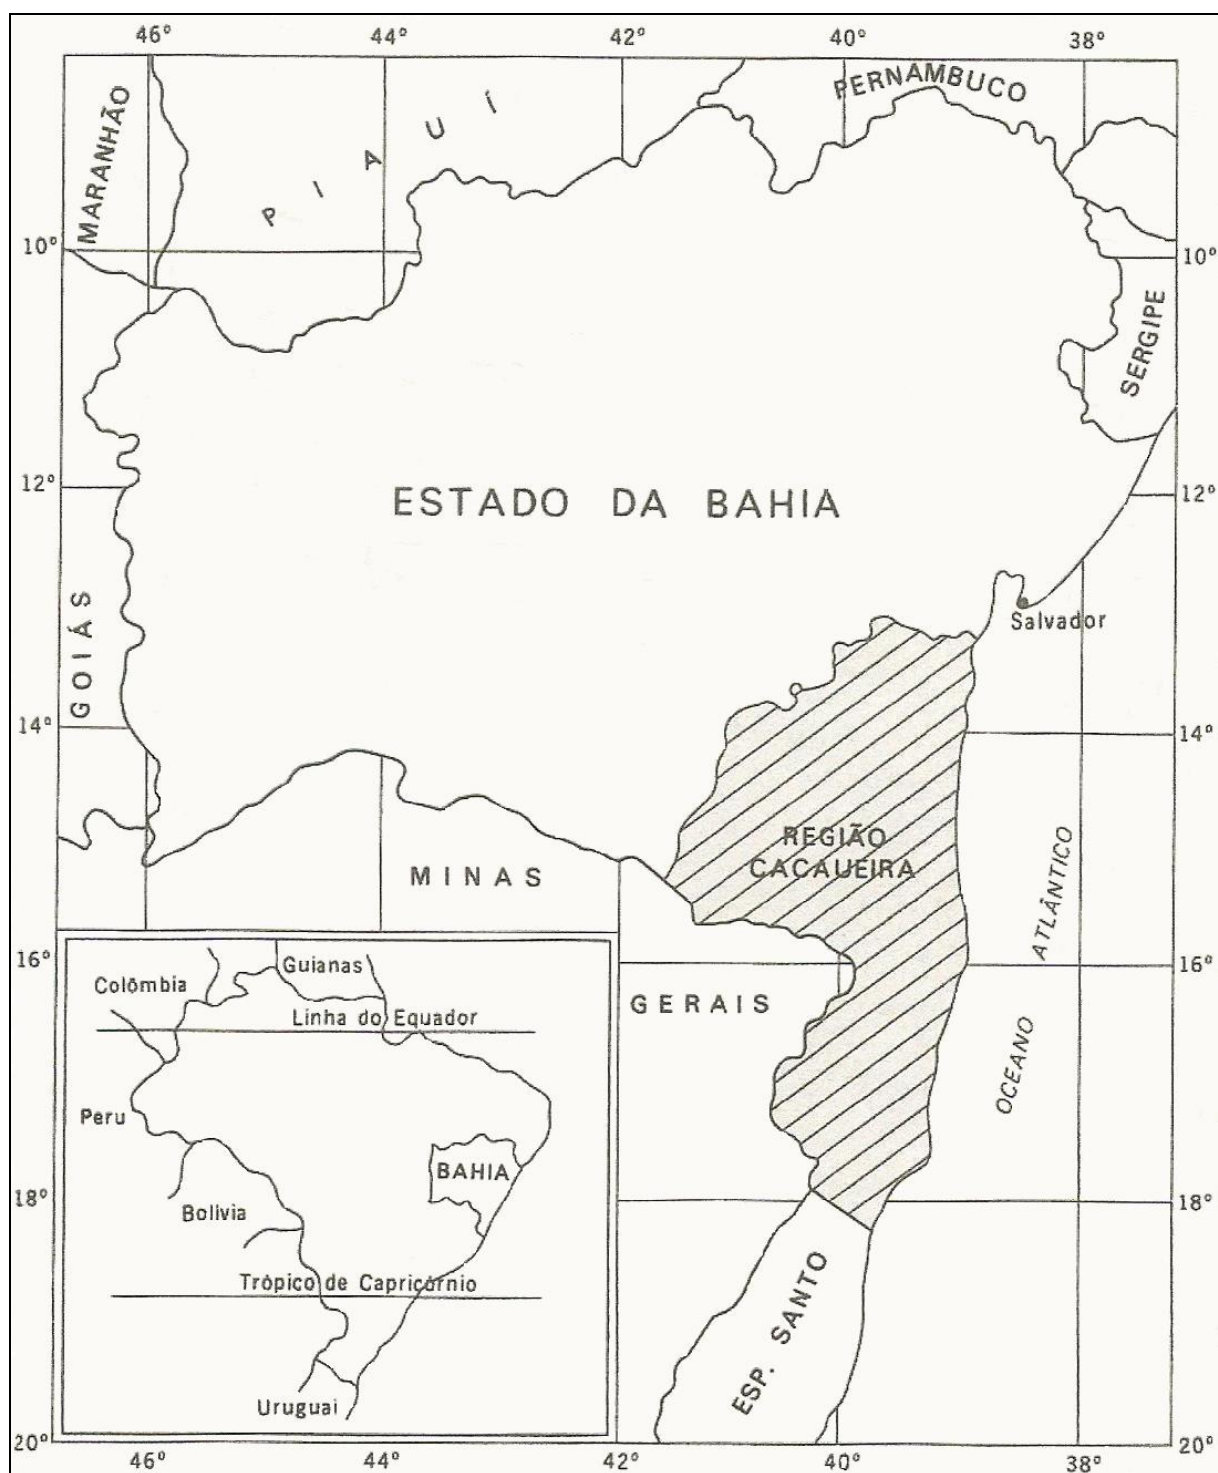 46° 44° 42° 40° 38°
MARANHÃO
PIAUÍ
PERNAMBUCO
10° 10°
SERGIPE
12° 12°
ESTADO DA BAHIA
GOIÁS
Salvador
14° 14°
REGIÃO
CACAUEIRA
MINAS
ATLÂNTICO
16° 16°
GERAIS
OCEANO
Colômbia
Guianas
Linha do Equador
Peru
BAHIA
18° 18°
Bolívia
Trópico de Capricórnio
ESP. SANTO
Uruguai
20° 20°
46° 44° 42° 40° 38°